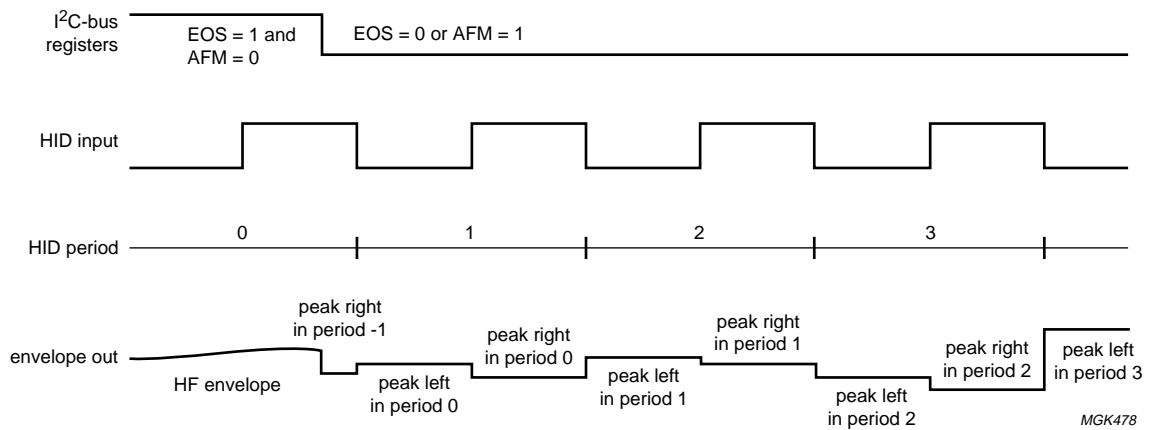 I²C-bus
registers
EOS = 1 and
AFM = 0
EOS = 0 or AFM = 1
HID input
HID period
0
1
2
3
envelope out
HF envelope
peak right
in period -1
peak left
in period 0
peak right
in period 0
peak left
in period 1
peak right
in period 1
peak left
in period 2
peak right
in period 2
peak left
in period 3
MGK478